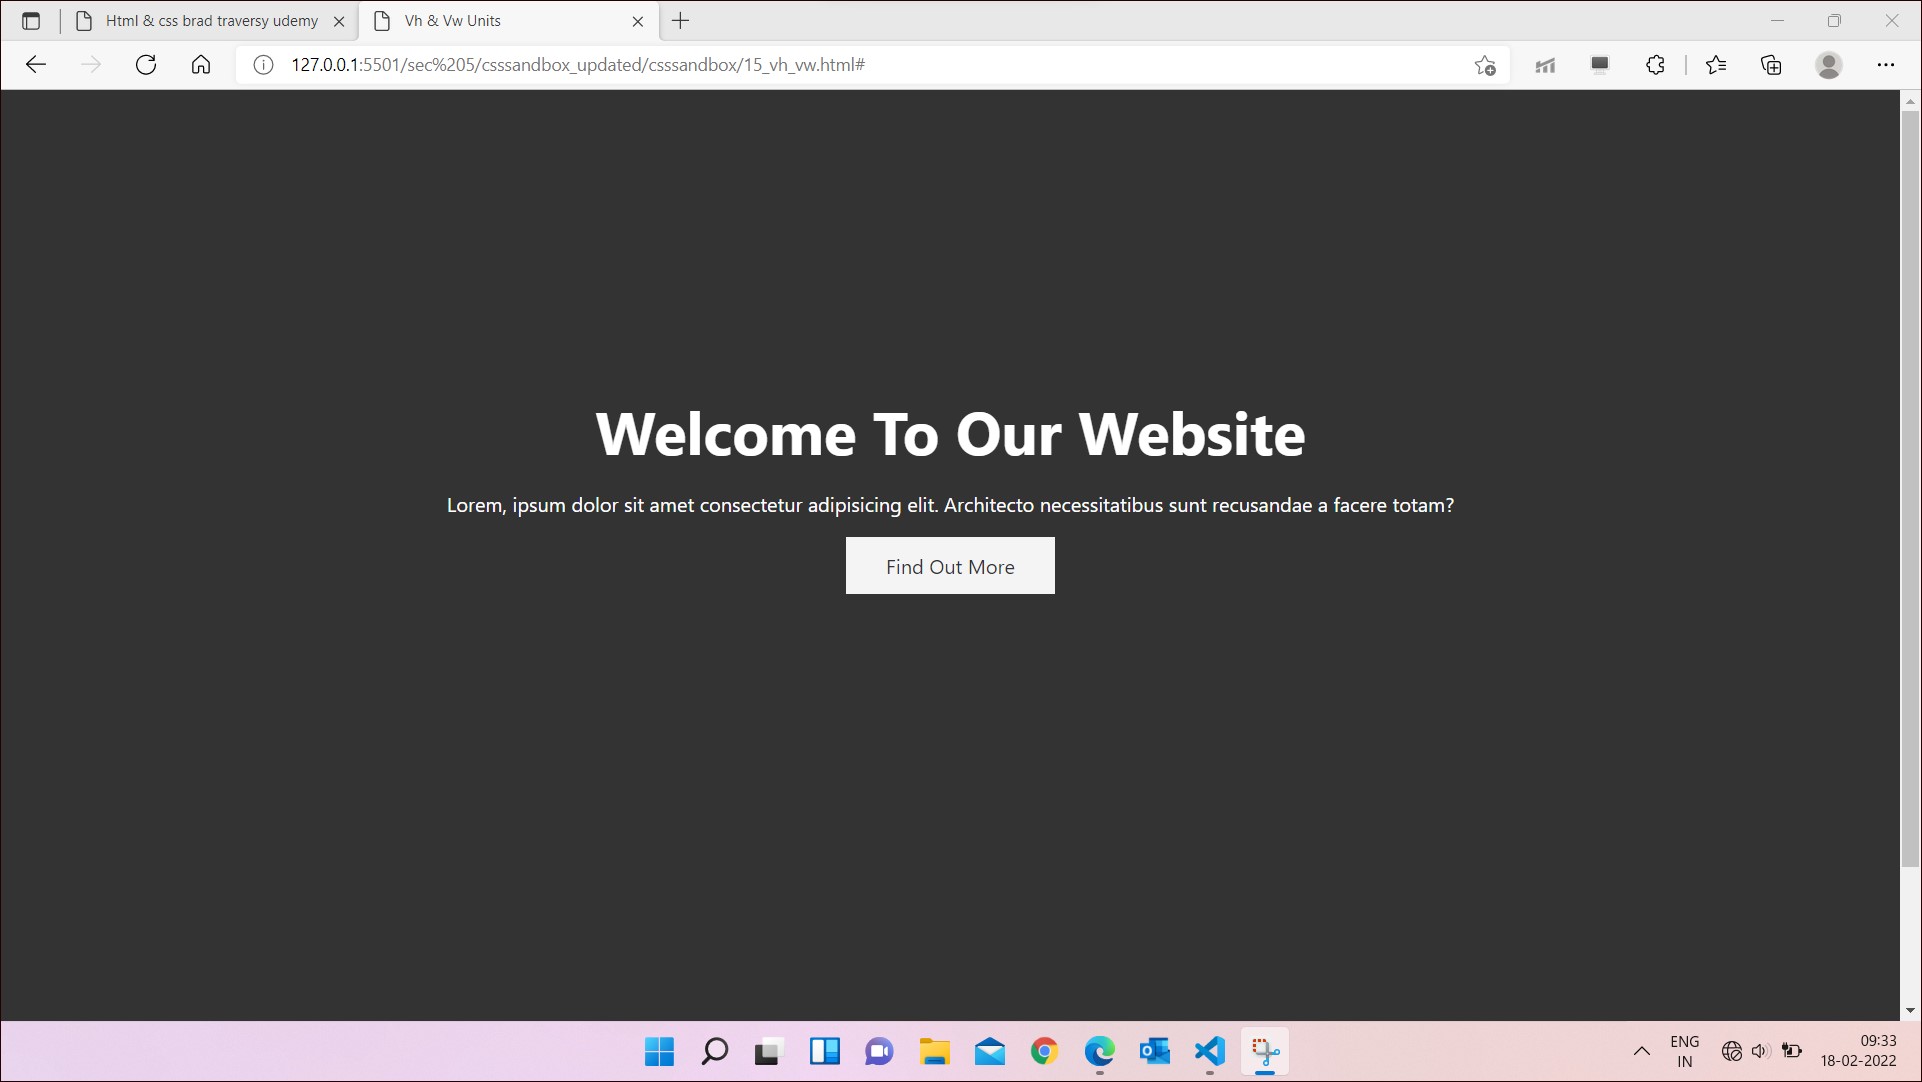 Html & css brad traversy udemy
Vh & Vw Units
127.0.0.1:5501/sec%205/csssandbox_updated/csssandbox/15_vh_vw.html#
Welcome To Our Website
Lorem, ipsum dolor sit amet consectetur adipisicing elit. Architecto necessitatibus sunt recusandae a facere totam?
Find Out More
ENG
IN
09:33
18-02-2022